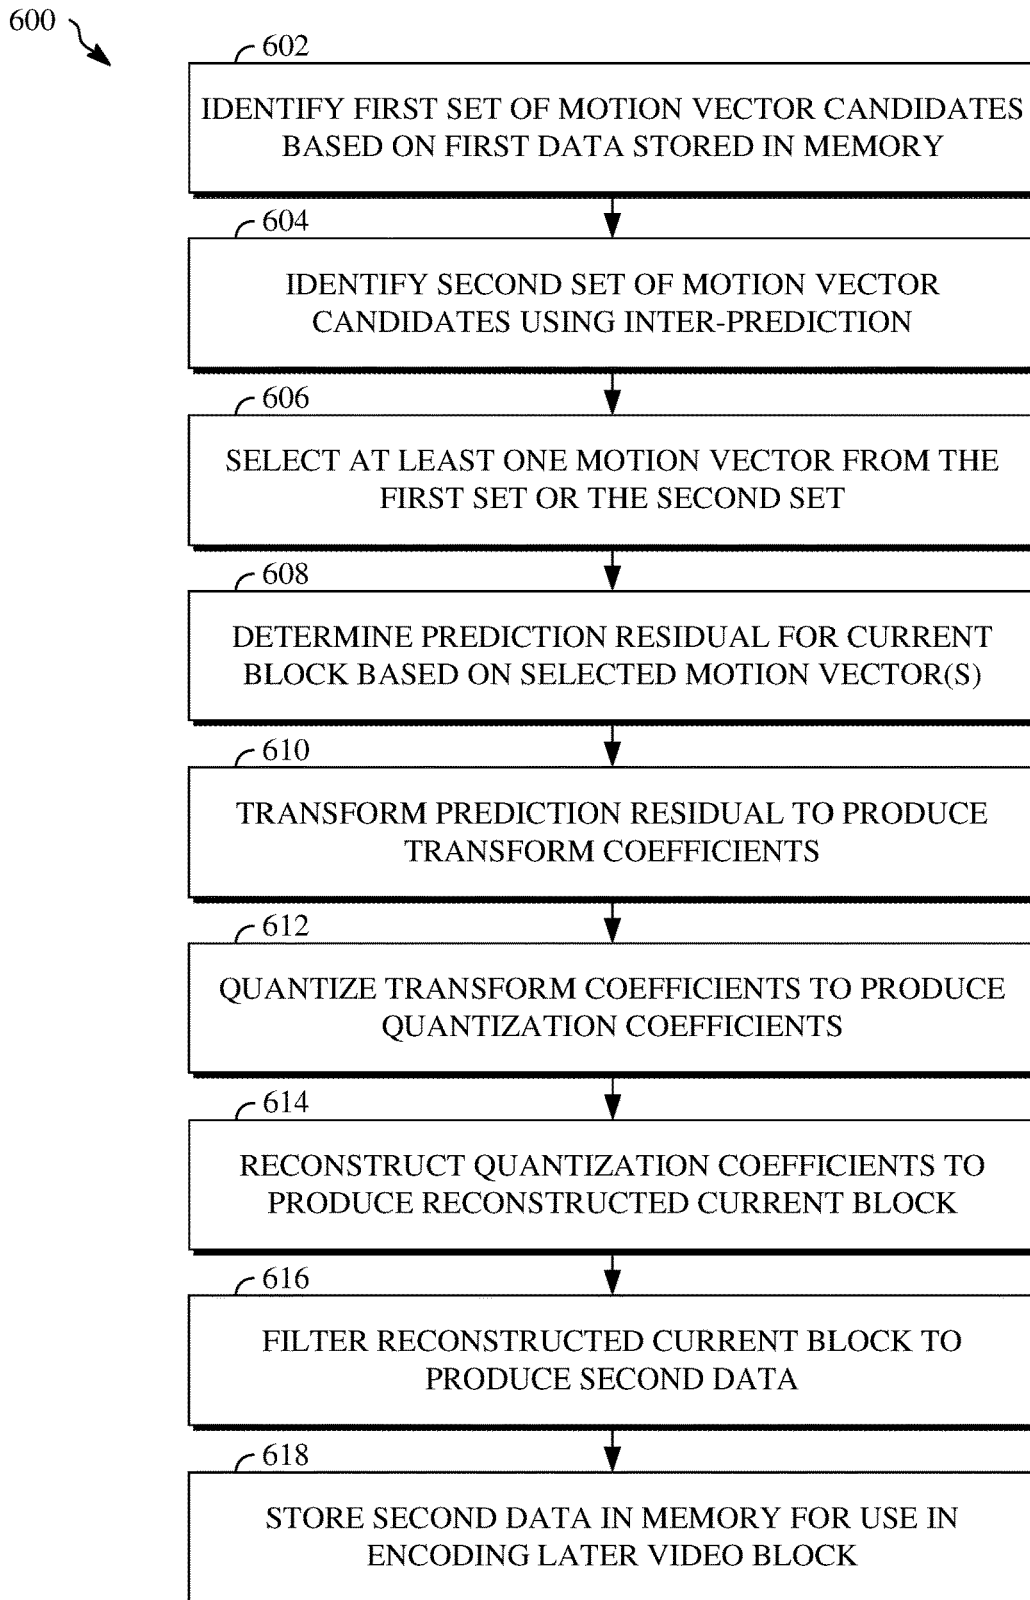 600
602
IDENTIFY FIRST SET OF MOTION VECTOR CANDIDATES
BASED ON FIRST DATA STORED IN MEMORY
604
IDENTIFY SECOND SET OF MOTION VECTOR
CANDIDATES USING INTER-PREDICTION
606
SELECT AT LEAST ONE MOTION VECTOR FROM THE
FIRST SET OR THE SECOND SET
608
DETERMINE PREDICTION RESIDUAL FOR CURRENT
BLOCK BASED ON SELECTED MOTION VECTOR(S)
610
TRANSFORM PREDICTION RESIDUAL TO PRODUCE
TRANSFORM COEFFICIENTS
612
QUANTIZE TRANSFORM COEFFICIENTS TO PRODUCE
QUANTIZATION COEFFICIENTS
614
RECONSTRUCT QUANTIZATION COEFFICIENTS TO
PRODUCE RECONSTRUCTED CURRENT BLOCK
616
FILTER RECONSTRUCTED CURRENT BLOCK TO
PRODUCE SECOND DATA
618
STORE SECOND DATA IN MEMORY FOR USE IN
ENCODING LATER VIDEO BLOCK